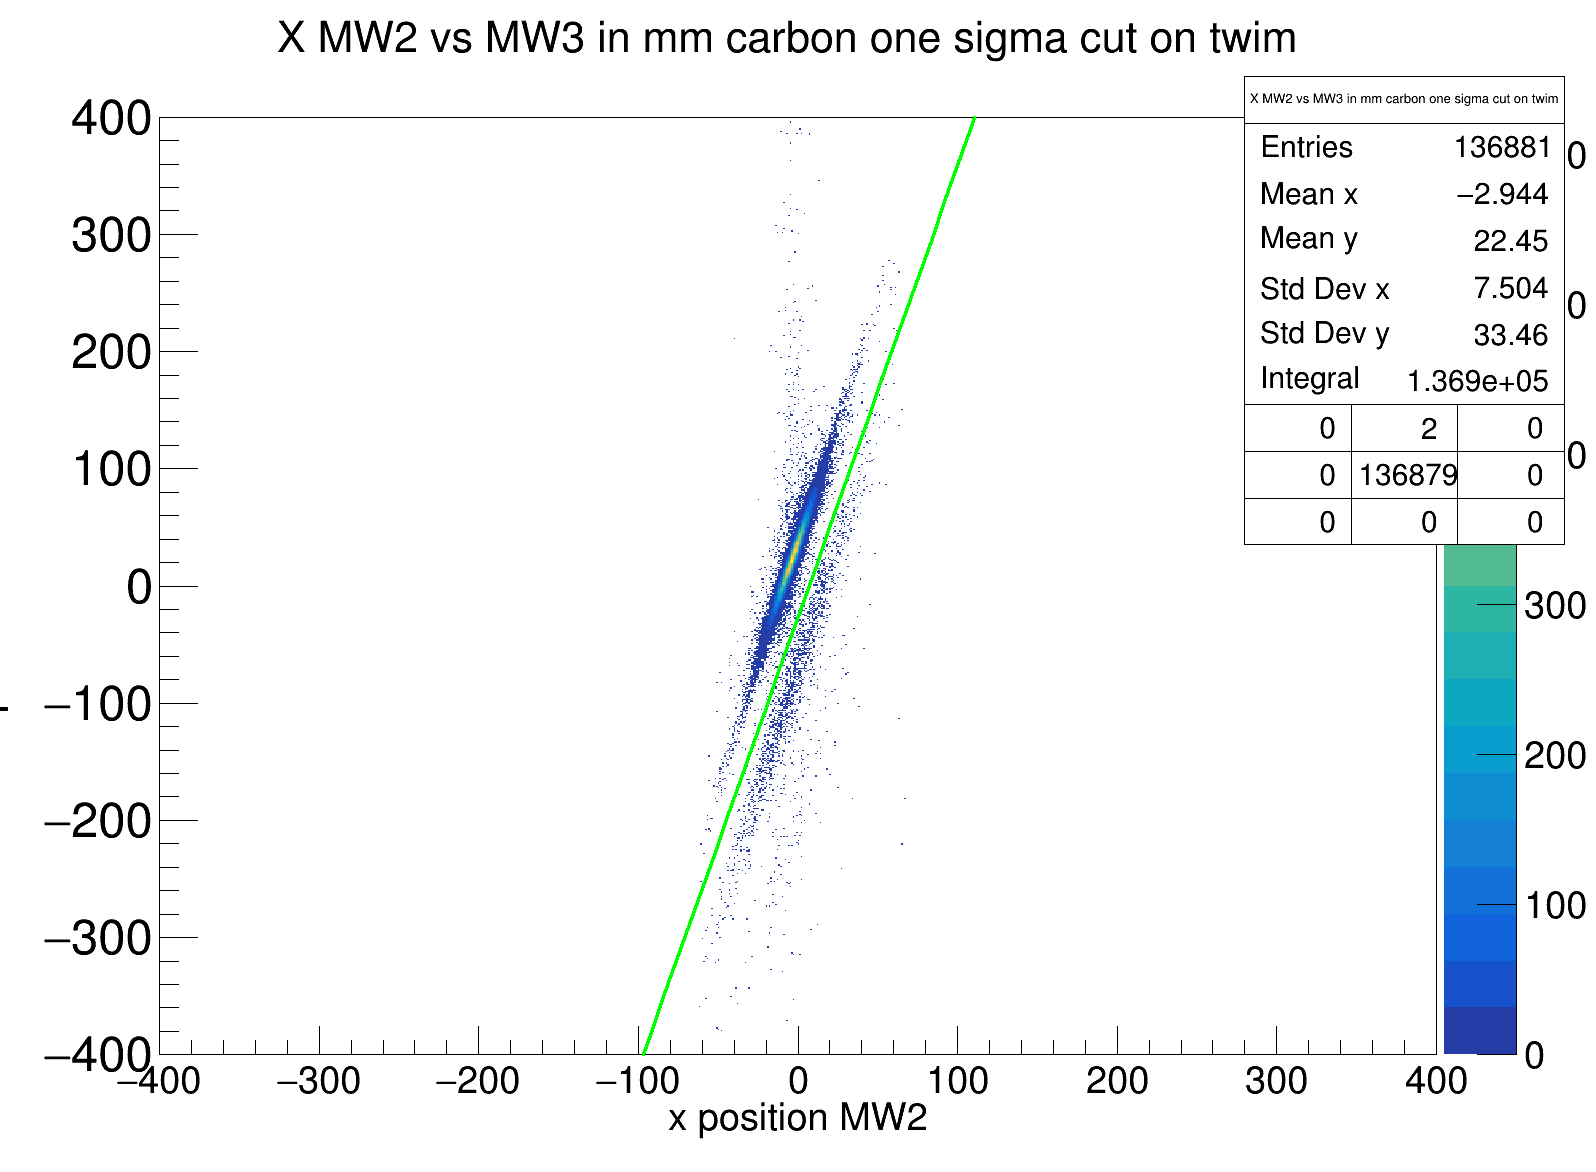 X MW2 vs MW3 in mm carbon one sigma cut on twim
X MW2 vs MW3 in mm carbon one sigma cut on twim
Entries 136881
Mean x −2.944
Mean y 22.45
Std Dev x 7.504
Std Dev y 33.46
Integral 1.369e+05
0 2 0
0 136879 0
0 0 0
400
300
200
100
0
−100
−200
−300
−400
−400 −300 −200 −100 0 100 200 300 400
x position MW2
0
0
0
300
200
100
0